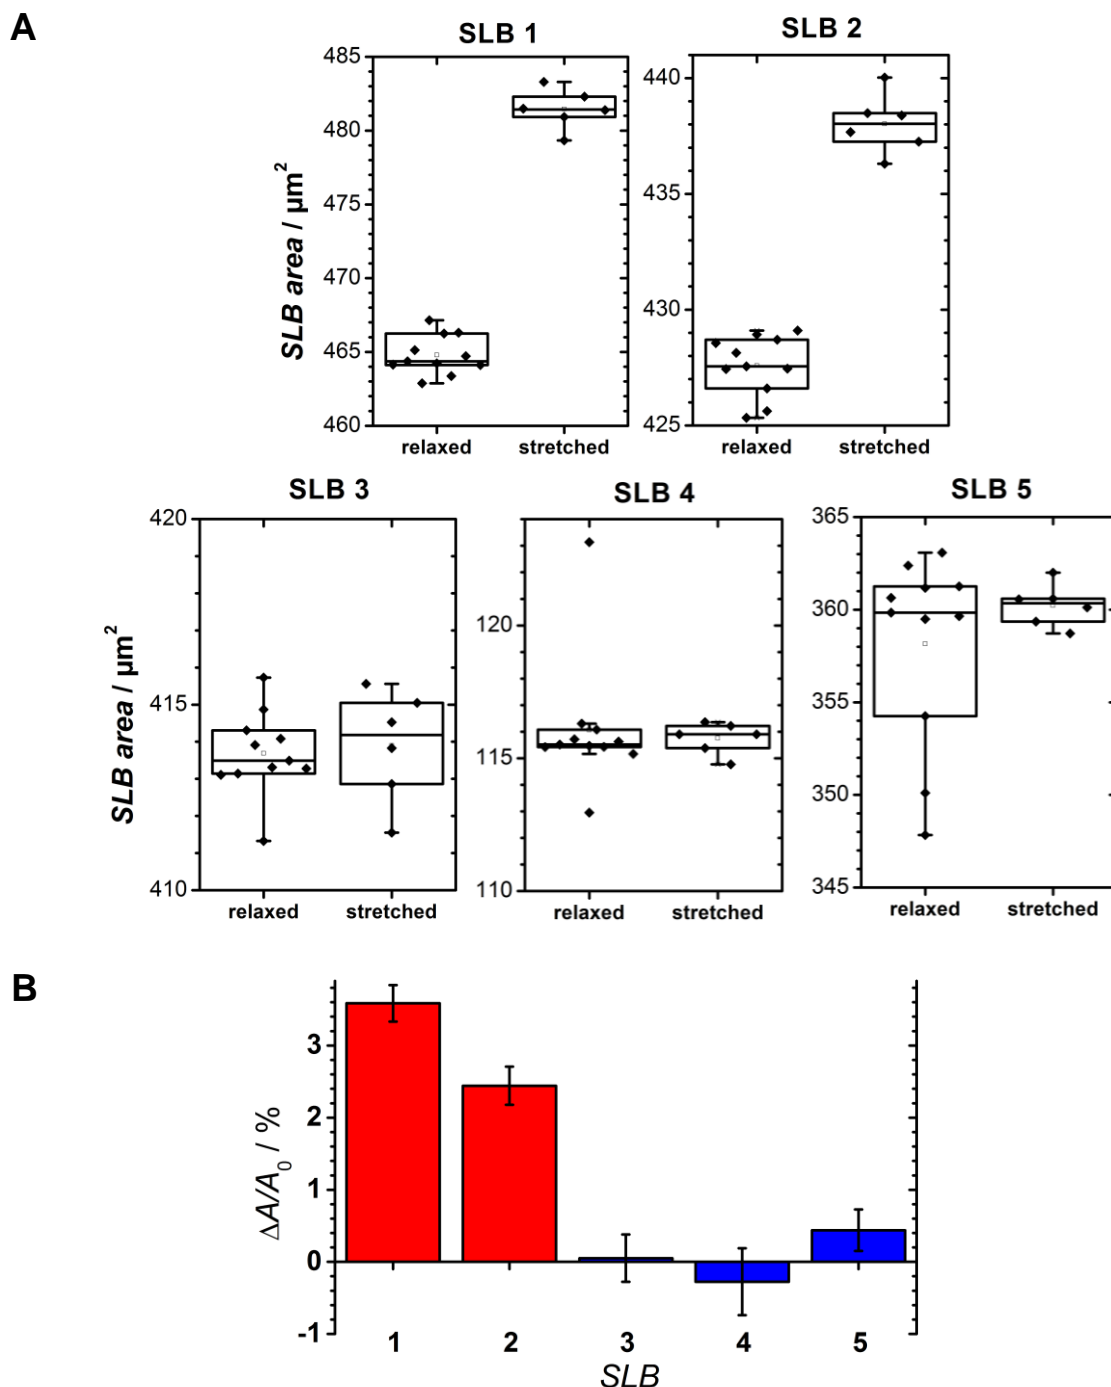 A
SLB 1
SLB 2
485
480
475
470
465
460
SLB area / µm²
relaxed
stretched
440
435
430
425
relaxed
stretched
SLB 3
SLB 4
SLB 5
420
415
410
SLB area / µm²
relaxed
stretched
120
115
110
relaxed
stretched
365
360
355
350
345
relaxed
stretched
B
3
2
1
0
-1
ΔA/A₀ / %
1 2 3 4 5
SLB